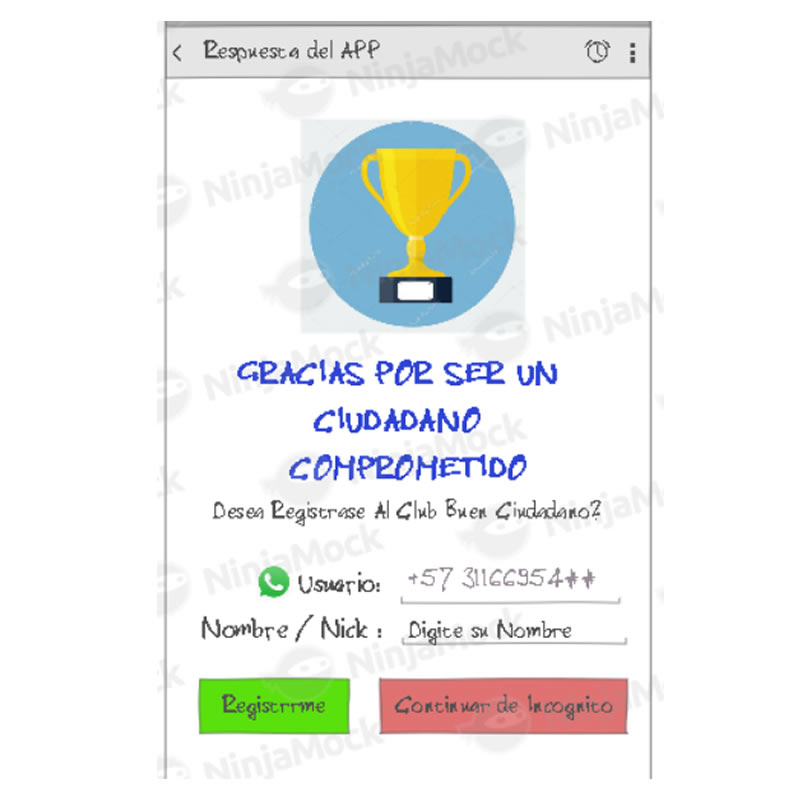 Respuesta del APP
GRACIAS POR SER UN
CIUDADANO
COMPROMETIDO
Desea Registrase Al Club Buen Ciudadano?
Usuario: +57 31166954##
Nombre / Nick : Digite su Nombre
Registrrme Continuar de Incognito
NinjaMock